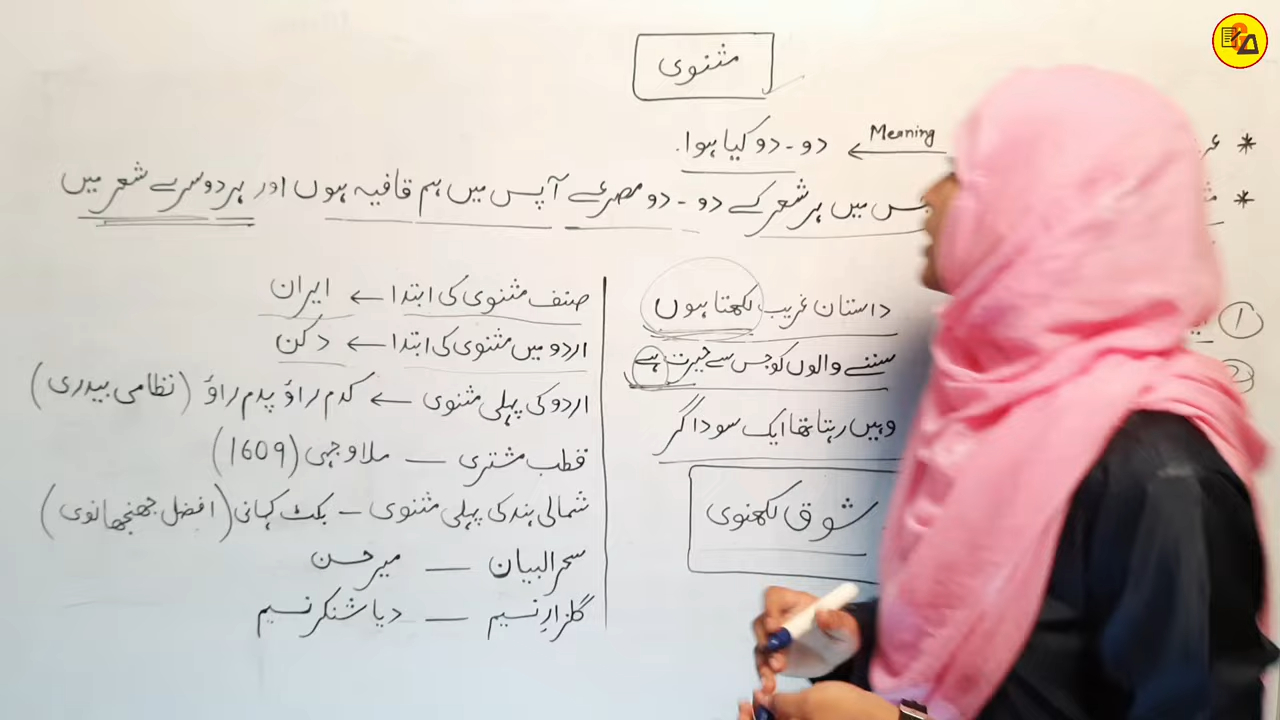 مثنوی
* دو - دو کیا ہوا. ← Meaning
* جس میں ہر شعر کے دو - دو مصرعے آپس میں ہم قافیہ ہوں اور ہر دوسرے شعر میں
① داستان غریب لکھتا ہوں
② سننے والوں کو جس سے حیرت ہے
وہیں رہتا تھا ایک سوداگر
شوق لکھنوی
صنف مثنوی کی ابتدا ← ایران
اردو میں مثنوی کی ابتدا ← دکن
اردو کی پہلی مثنوی ← کدم راؤ پدم راؤ (نظامی بیدری)
قطب مشتری — ملا وجہی (1609)
شمالی ہند کی پہلی مثنوی - بکٹ کہانی (افضل جھنجھانوی)
سحرالبیان — میر حسن
گلزارِ نسیم — دیا شنکر نسیم